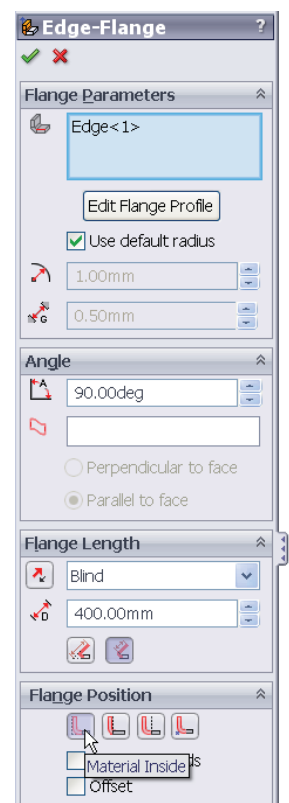 Edge-Flange ?
Flange Parameters
Edge<1>
Edit Flange Profile
Use default radius
1.00mm
G 0.50mm
Angle
A 90.00deg
Perpendicular to face
Parallel to face
Flange Length
Blind
D 400.00mm
Flange Position
Material Inside
Offset